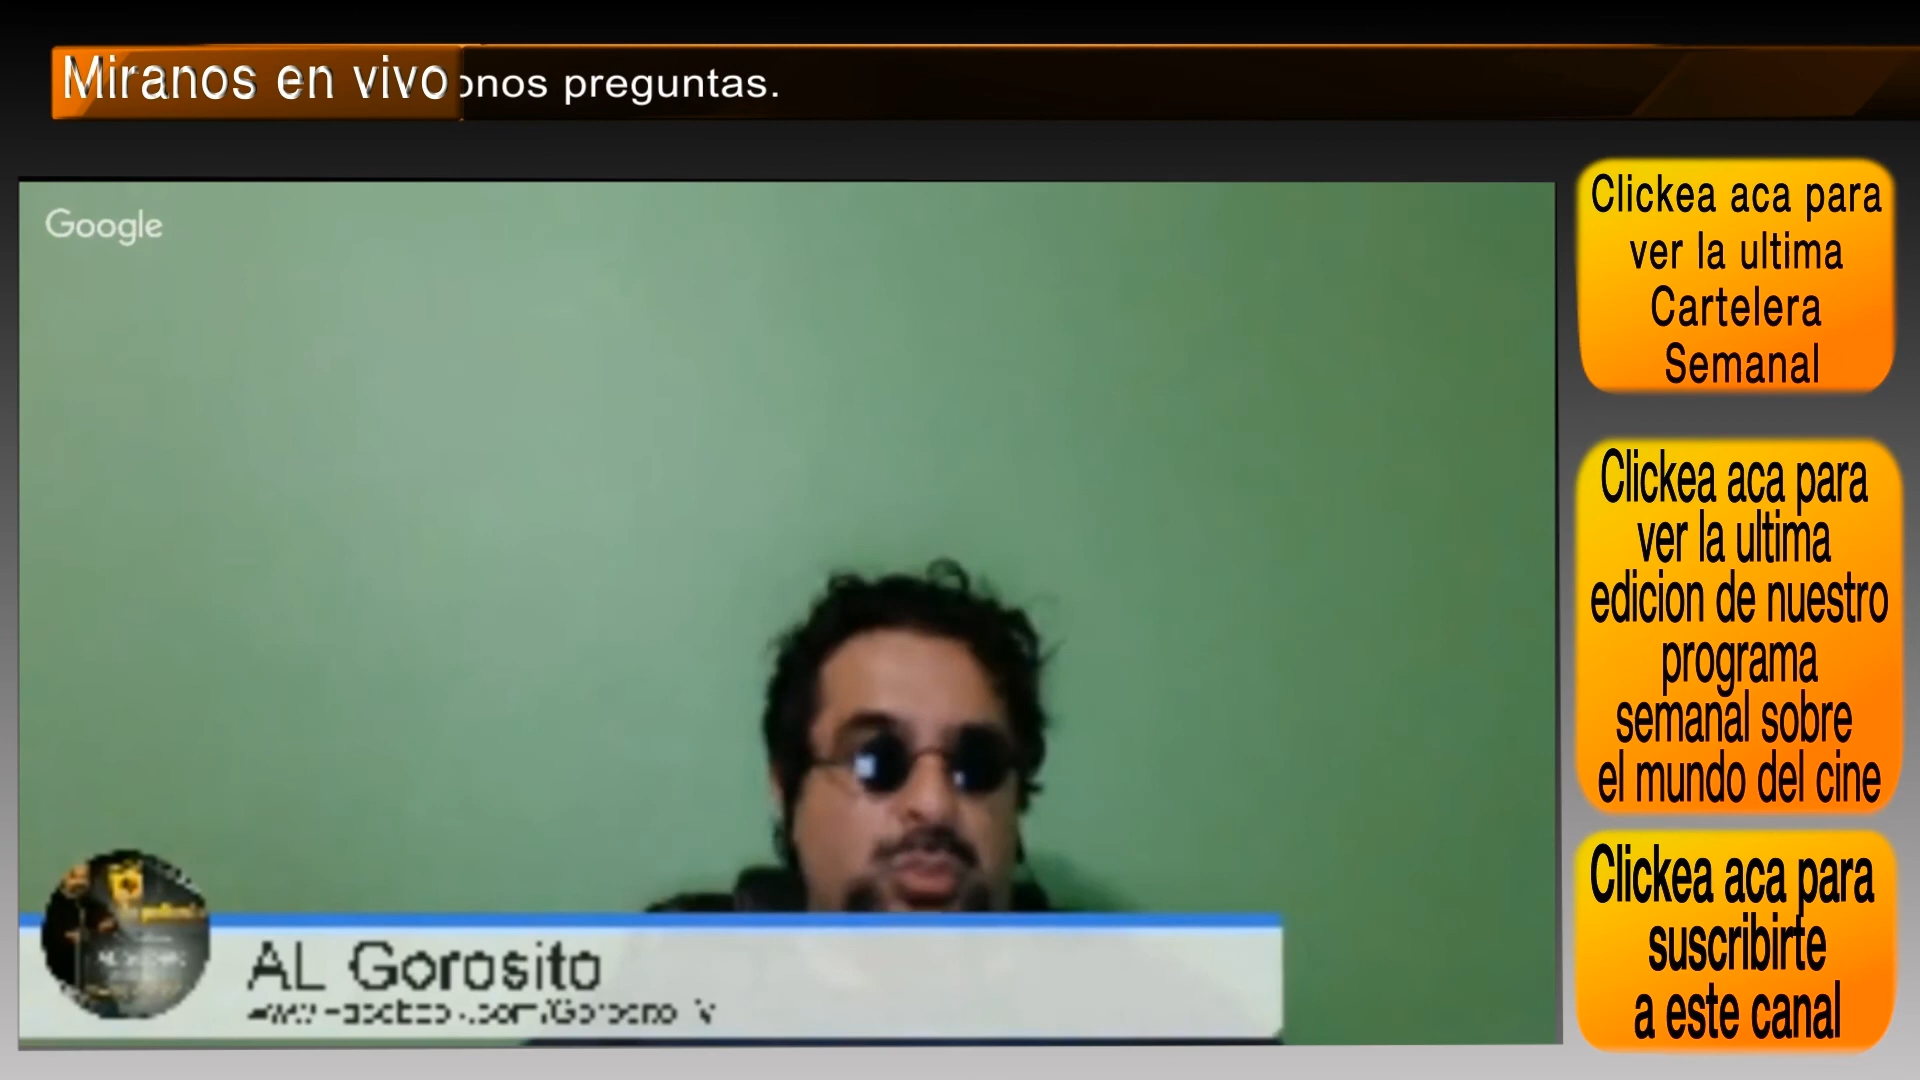 Miranos en vivo
onos preguntas.
Google
Clickea aca para
ver la ultima
Cartelera
Semanal
Clickea aca para
ver la ultima
edicion de nuestro
programa
semanal sobre
el mundo del cine
Clickea aca para
suscribirte
a este canal
AL Gorosito